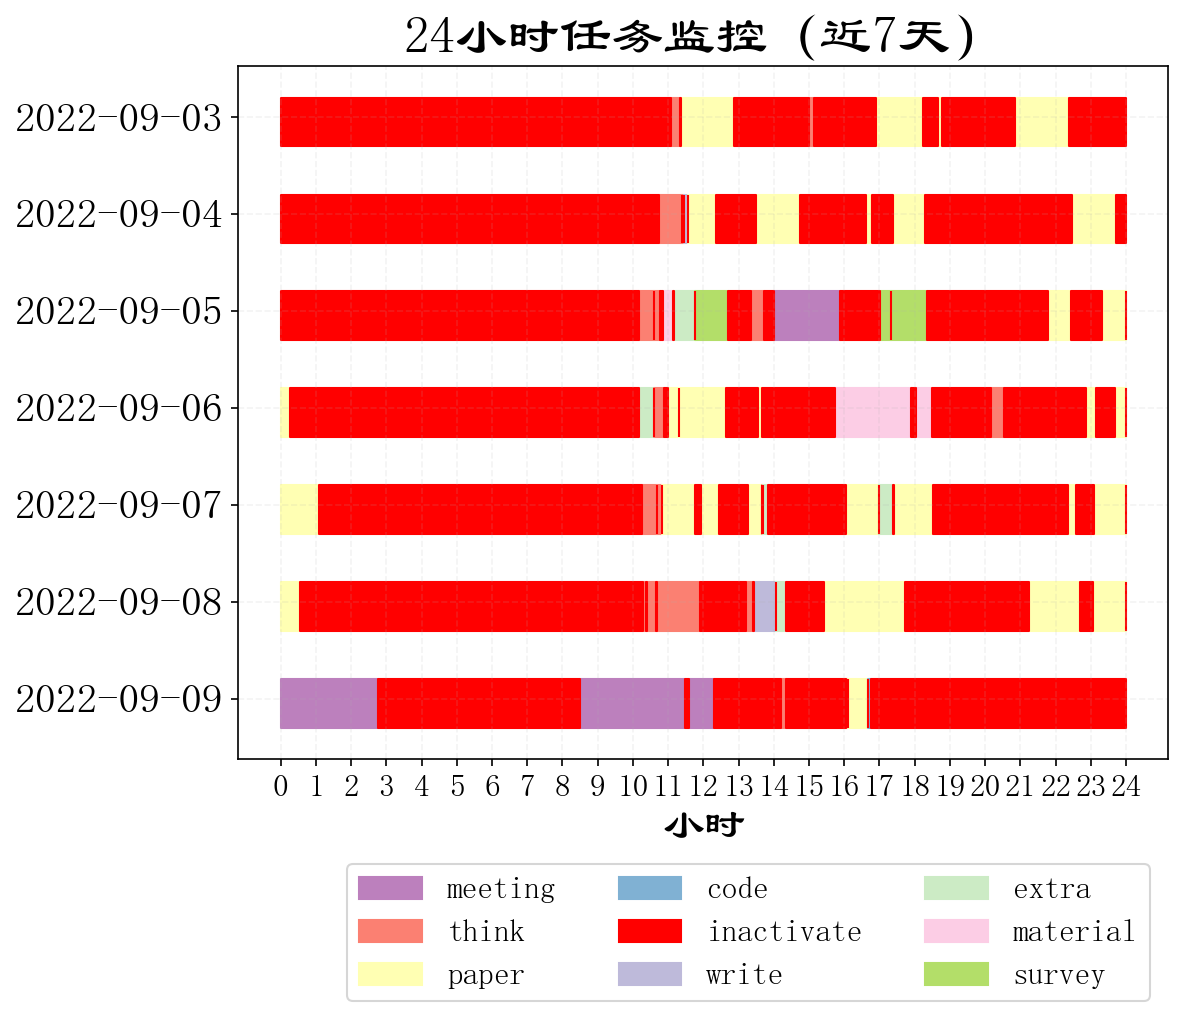 24小时任务监控 (近7天)
2022-09-03
2022-09-04
2022-09-05
2022-09-06
2022-09-07
2022-09-08
2022-09-09
0 1 2 3 4 5 6 7 8 9 10 11 12 13 14 15 16 17 18 19 20 21 22 23 24
小时
meeting code extra
think inactivate material
paper write survey